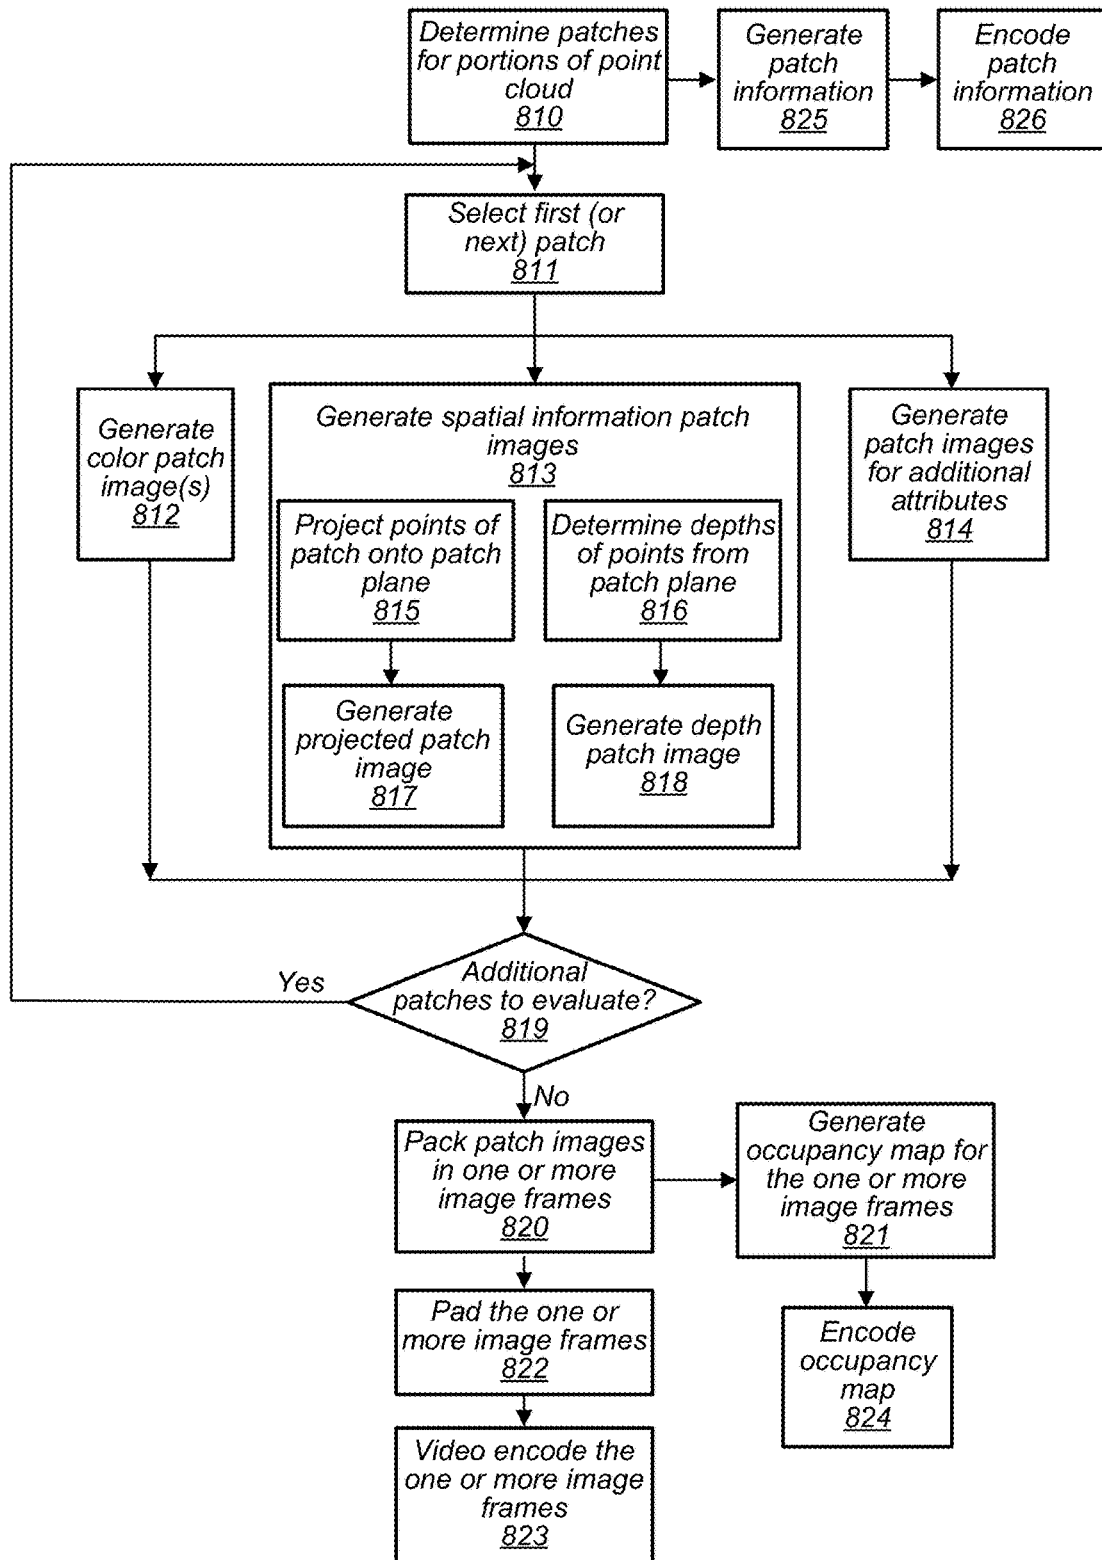 Determine patches
for portions of point
cloud
810
Generate
patch
information
825
Encode
patch
information
826
Select first (or
next) patch
811
Generate
color patch
image(s)
812
Generate spatial information patch
images
813
Project points of
patch onto patch
plane
815
Determine depths
of points from
patch plane
816
Generate
projected patch
image
817
Generate depth
patch image
818
Generate
patch images
for additional
attributes
814
Additional
patches to evaluate?
819
Yes
No
Pack patch images
in one or more
image frames
820
Generate
occupancy map for
the one or more
image frames
821
Pad the one or
more image frames
822
Encode
occupancy
map
824
Video encode the
one or more image
frames
823